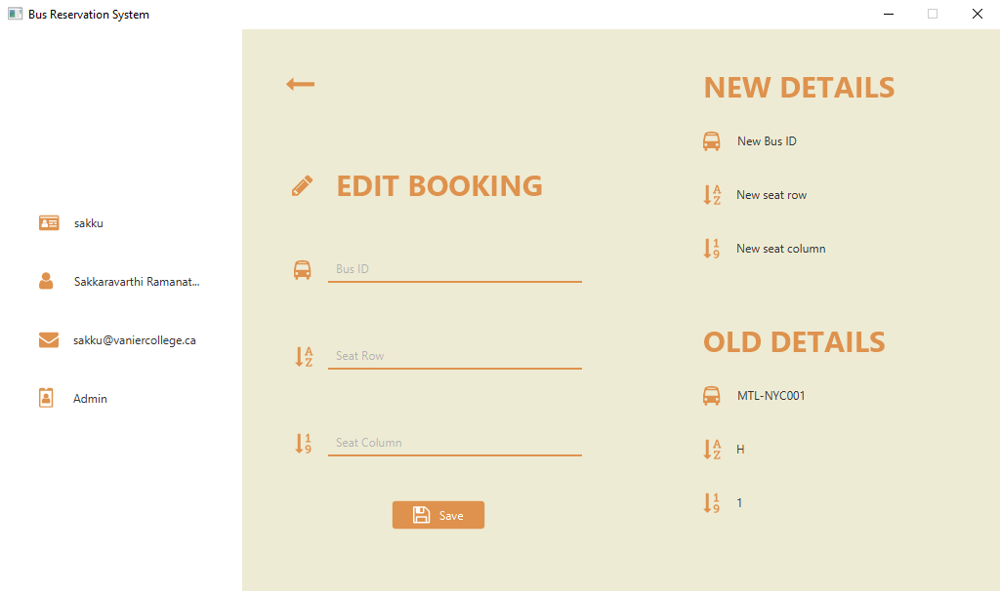 Bus Reservation System
sakku
Sakkaravarthi Ramanat...
sakku@vaniercollege.ca
Admin
EDIT BOOKING
Bus ID
Seat Row
Seat Column
Save
NEW DETAILS
New Bus ID
New seat row
New seat column
OLD DETAILS
MTL-NYC001
H
1